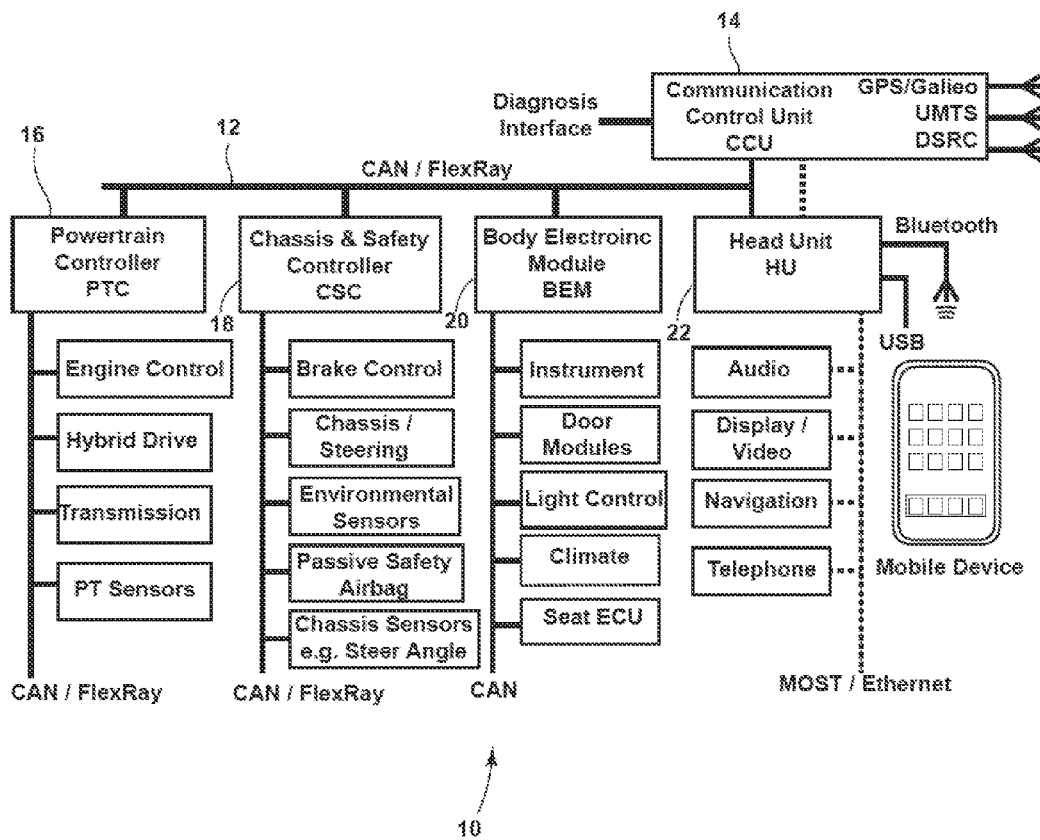 14
Communication
Control Unit
CCU
GPS/Galieo
UMTS
DSRC
Diagnosis
Interface
16
12
CAN / FlexRay
Powertrain
Controller
PTC
Chassis & Safety
Controller
CSC
18
Body Electroinc
Module
BEM
20
Head Unit
HU
22
Bluetooth
USB
Engine Control
Hybrid Drive
Transmission
PT Sensors
CAN / FlexRay
Brake Control
Chassis /
Steering
Environmental
Sensors
Passive Safety
Airbag
Chassis Sensors
e.g. Steer Angle
CAN / FlexRay
Instrument
Door
Modules
Light Control
Climate
Seat ECU
CAN
Audio
Display /
Video
Navigation
Telephone
MOST / Ethernet
Mobile Device
10